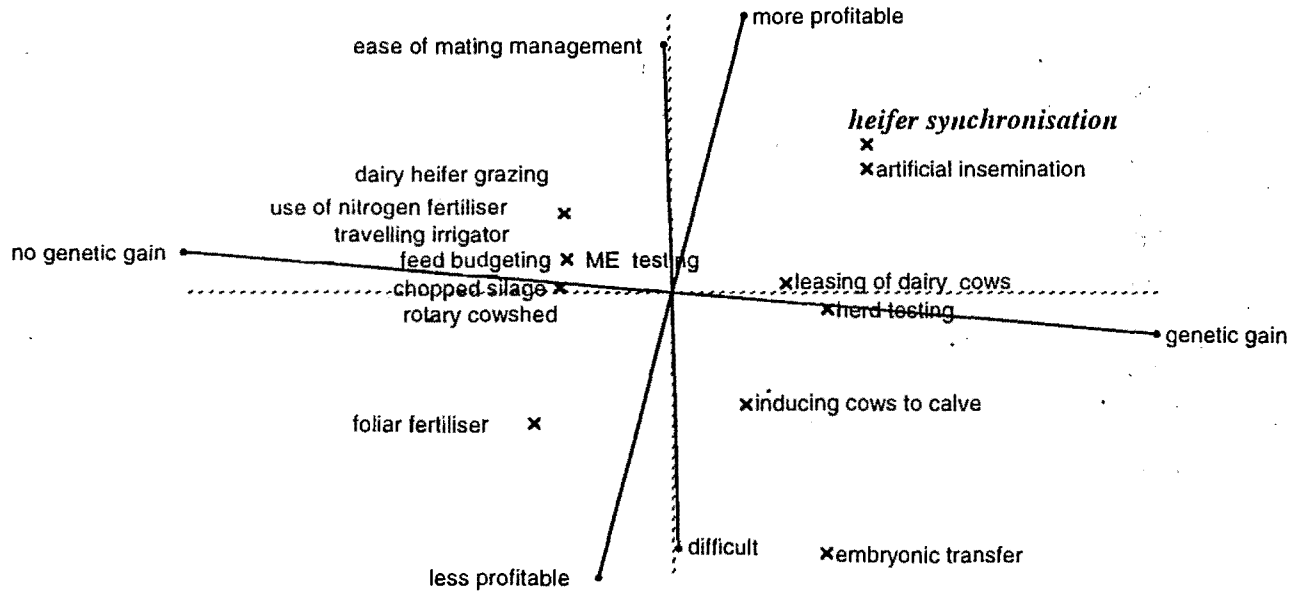 more profitable
ease of mating management
heifer synchronisation
artificial insemination
dairy heifer grazing
use of nitrogen fertiliser
travelling irrigator
no genetic gain
feed budgeting ME testing
leasing of dairy cows
chopped silage
herd testing
rotary cowshed
genetic gain
inducing cows to calve
foliar fertiliser
difficult
embryonic transfer
less profitable